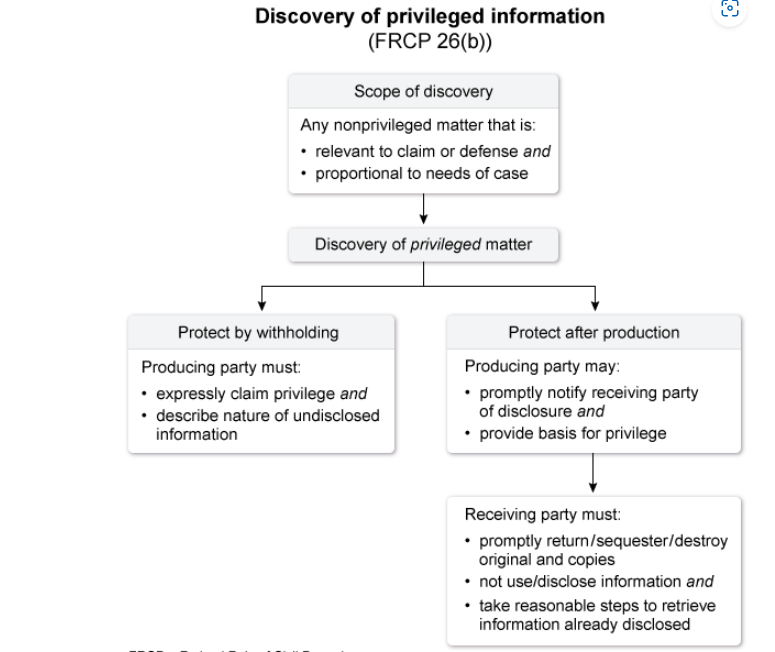 Discovery of privileged information
(FRCP 26(b))
Scope of discovery
Any nonprivileged matter that is:
• relevant to claim or defense and
• proportional to needs of case
Discovery of privileged matter
Protect by withholding
Producing party must:
• expressly claim privilege and
• describe nature of undisclosed
information
Protect after production
Producing party may:
• promptly notify receiving party
of disclosure and
• provide basis for privilege
Receiving party must:
• promptly return/sequester/destroy
original and copies
• not use/disclose information and
• take reasonable steps to retrieve
information already disclosed